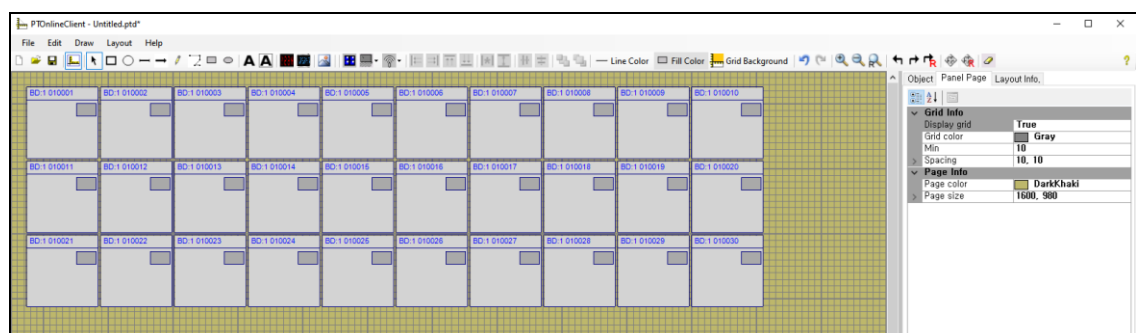 PTOnlineClient - Untitled.ptd*
File Edit Draw Layout Help
A A Line Color Fill Color Grid Background ?
Object Panel Page Layout Info.
Grid Info
Display grid True
Grid color Gray
Min 10
Spacing 10, 10
Page Info
Page color DarkKhaki
Page size 1600, 980
BD:1 010001 BD:1 010002 BD:1 010003 BD:1 010004 BD:1 010005 BD:1 010006 BD:1 010007 BD:1 010008 BD:1 010009 BD:1 010010
BD:1 010011 BD:1 010012 BD:1 010013 BD:1 010014 BD:1 010015 BD:1 010016 BD:1 010017 BD:1 010018 BD:1 010019 BD:1 010020
BD:1 010021 BD:1 010022 BD:1 010023 BD:1 010024 BD:1 010025 BD:1 010026 BD:1 010027 BD:1 010028 BD:1 010029 BD:1 010030